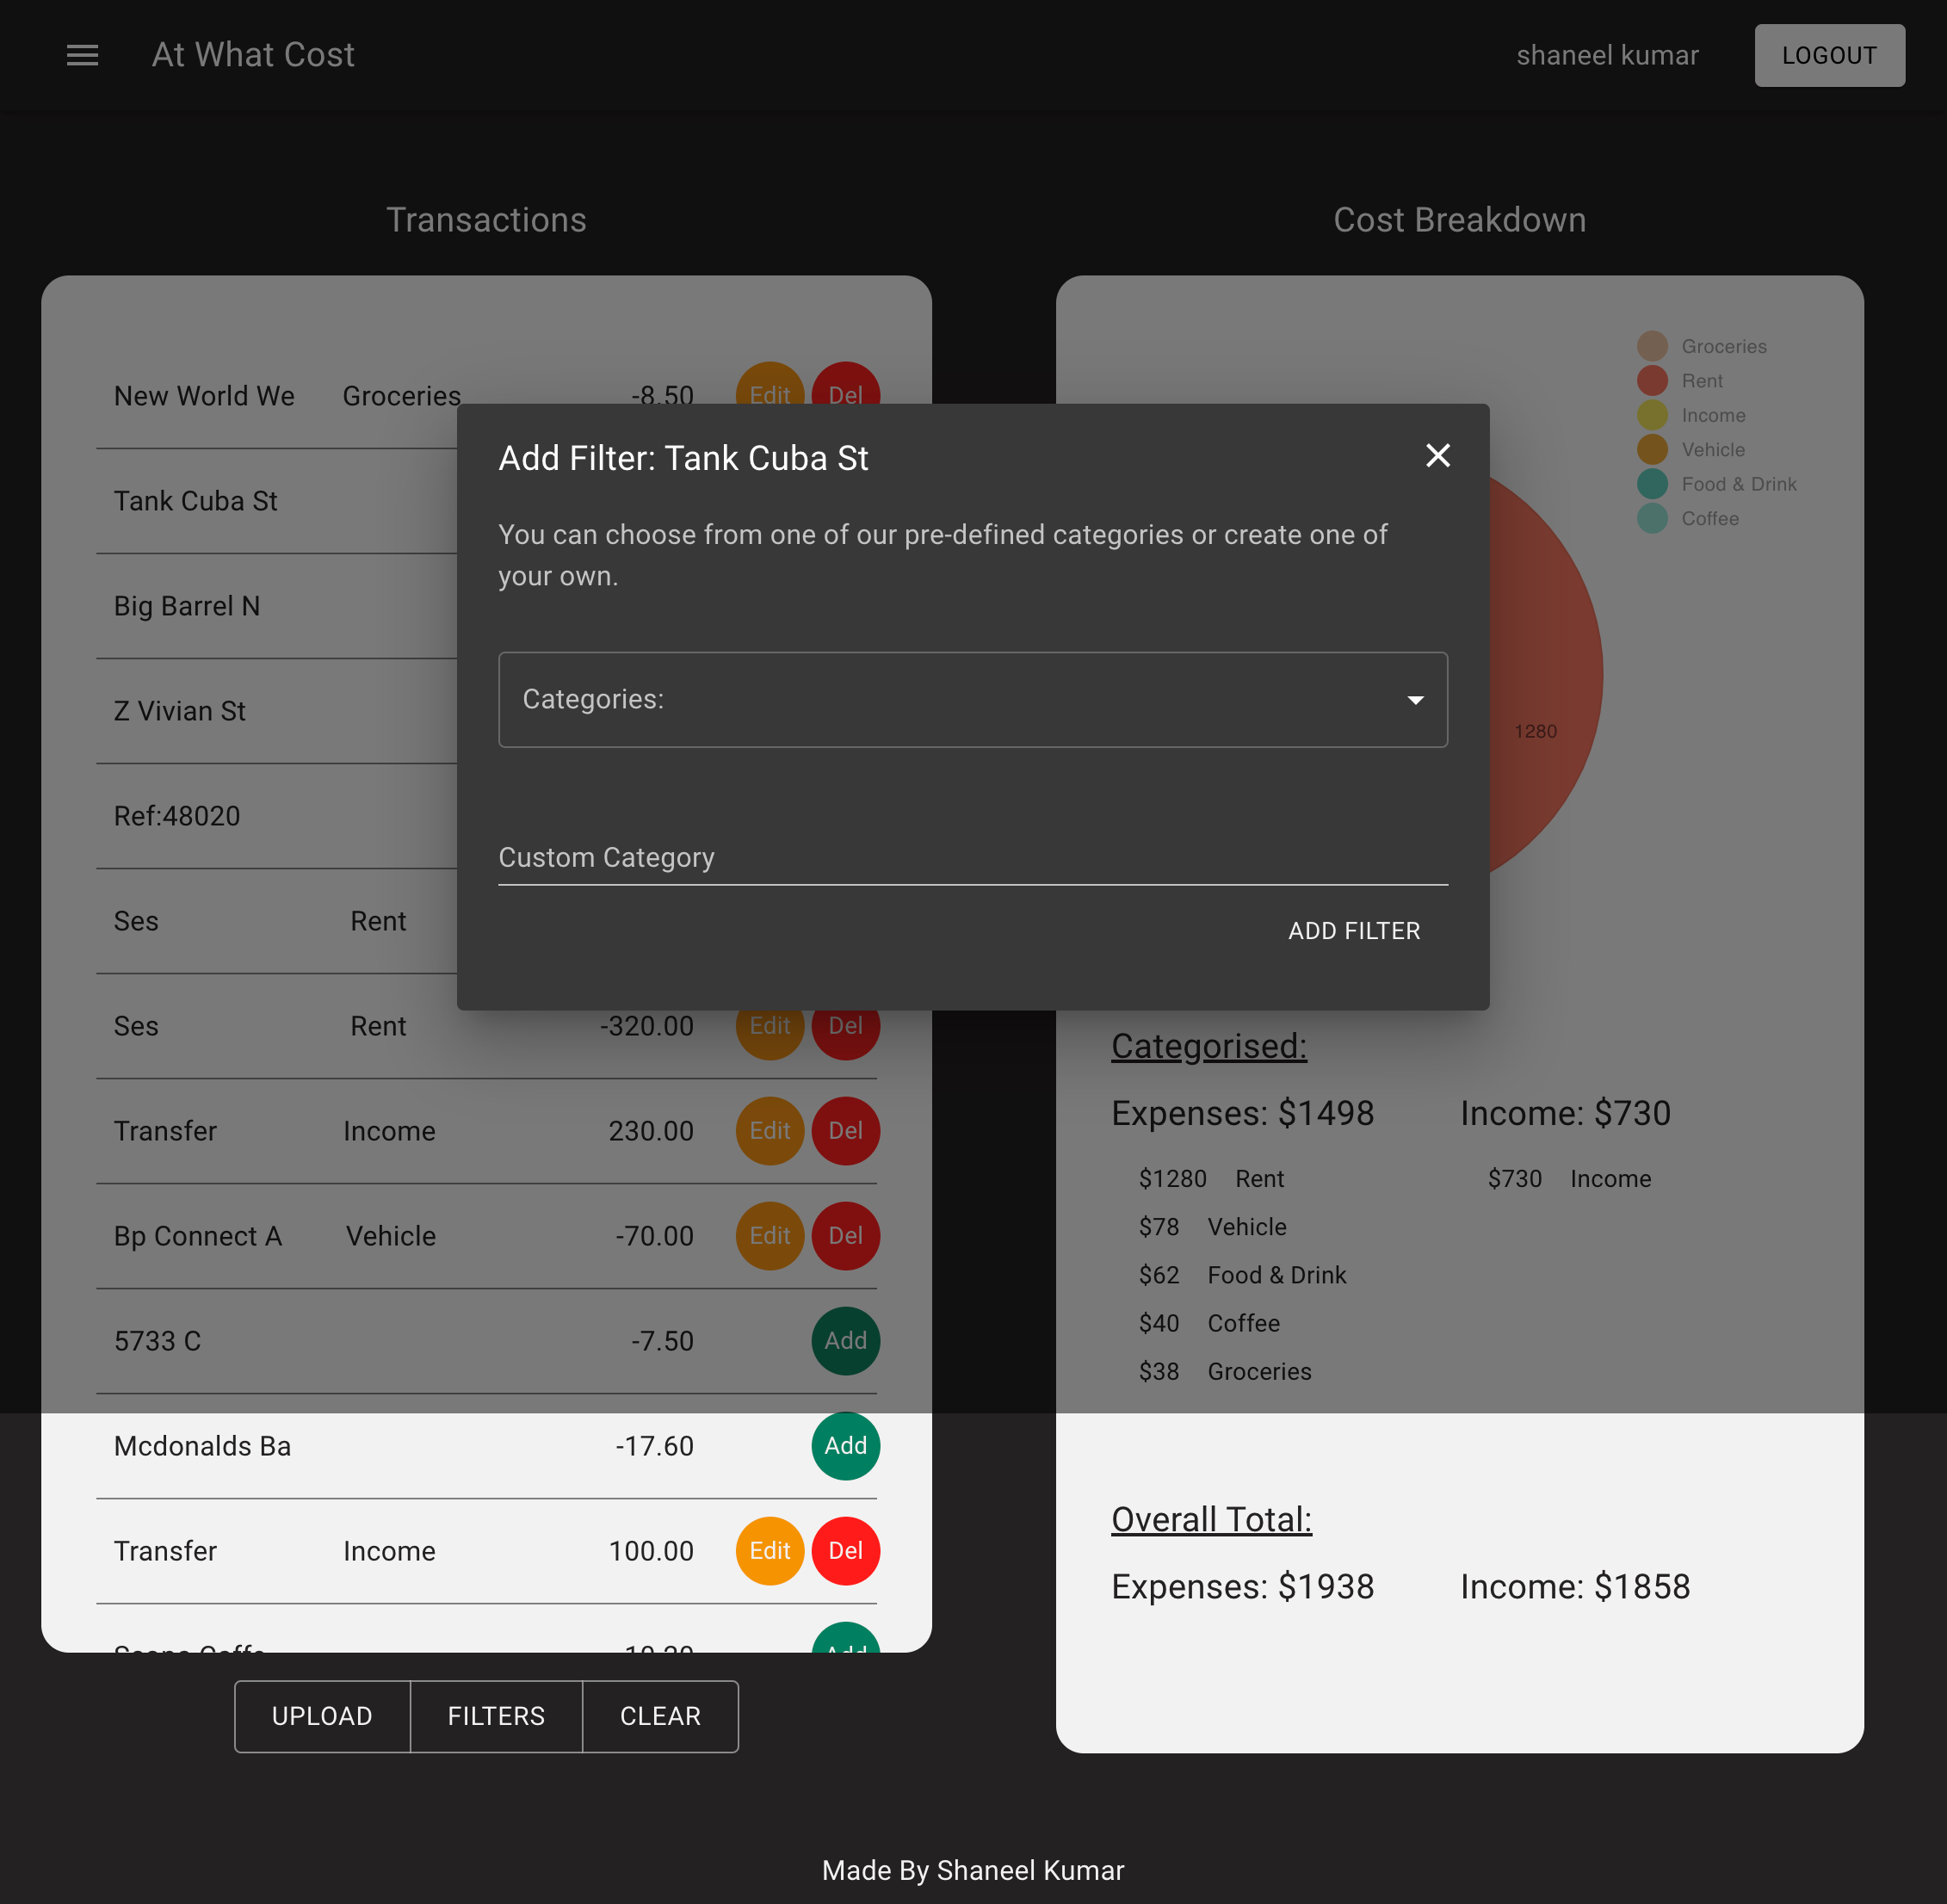 At What Cost
shaneel kumar
LOGOUT
Transactions
Cost Breakdown
New World We Groceries -8.50 Edit Del
Tank Cuba St
Big Barrel N
Z Vivian St
Ref:48020
Ses Rent
Ses Rent -320.00 Edit Del
Transfer Income 230.00 Edit Del
Bp Connect A Vehicle -70.00 Edit Del
5733 C -7.50 Add
Mcdonalds Ba -17.60 Add
Transfer Income 100.00 Edit Del
Add
UPLOAD FILTERS CLEAR
Add Filter: Tank Cuba St
You can choose from one of our pre-defined categories or create one of
your own.
Categories:
Custom Category
ADD FILTER
Groceries
Rent
Income
Vehicle
Food & Drink
Coffee
1280
Categorised:
Expenses: $1498 Income: $730
$1280 Rent $730 Income
$78 Vehicle
$62 Food & Drink
$40 Coffee
$38 Groceries
Overall Total:
Expenses: $1938 Income: $1858
Made By Shaneel Kumar